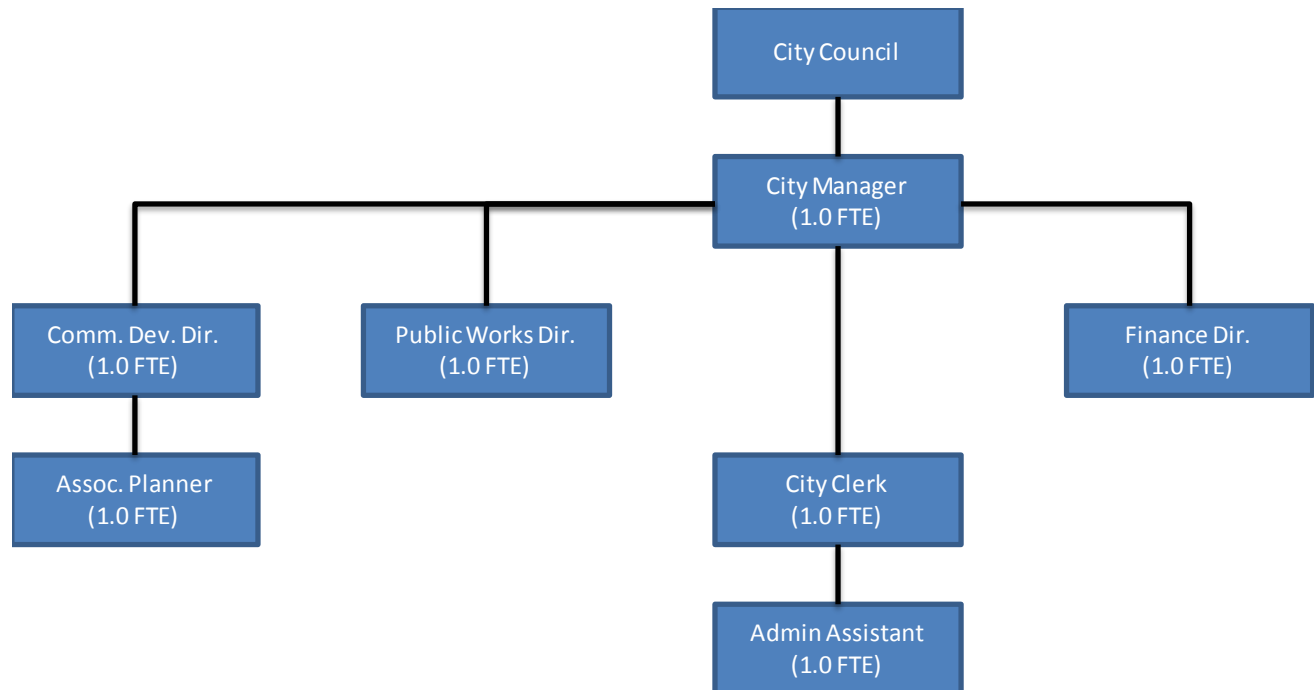 City Council
City Manager
(1.0 FTE)
Comm. Dev. Dir.
(1.0 FTE)
Public Works Dir.
(1.0 FTE)
Finance Dir.
(1.0 FTE)
Assoc. Planner
(1.0 FTE)
City Clerk
(1.0 FTE)
Admin Assistant
(1.0 FTE)